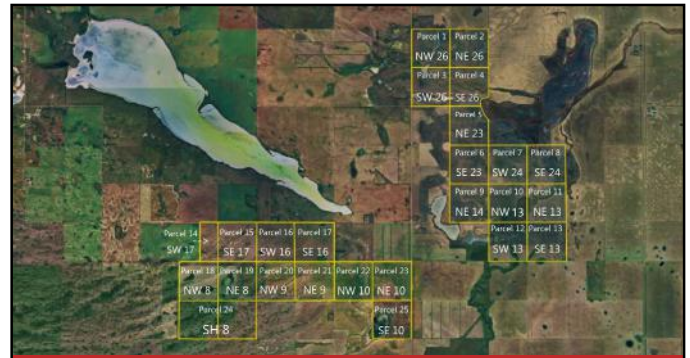 Parcel 1 Parcel 2
NW 26 NE 26
Parcel 3 Parcel 4
SW 26 SE 26
Parcel 5
NE 23
Parcel 6 Parcel 7 Parcel 8
SE 23 SW 24 SE 24
Parcel 9 Parcel 10 Parcel 11
NE 14 NW 13 NE 13
Parcel 12 Parcel 13
SW 13 SE 13
Parcel 14 Parcel 15 Parcel 16 Parcel 17
SW 17 > SE 17 SW 16 SE 16
Parcel 18 Parcel 19 Parcel 20 Parcel 21 Parcel 22 Parcel 23
NW 8 NE 8 NW 9 NE 9 NW 10 NE 10
Parcel 24 Parcel 25
SH 8 SE 10